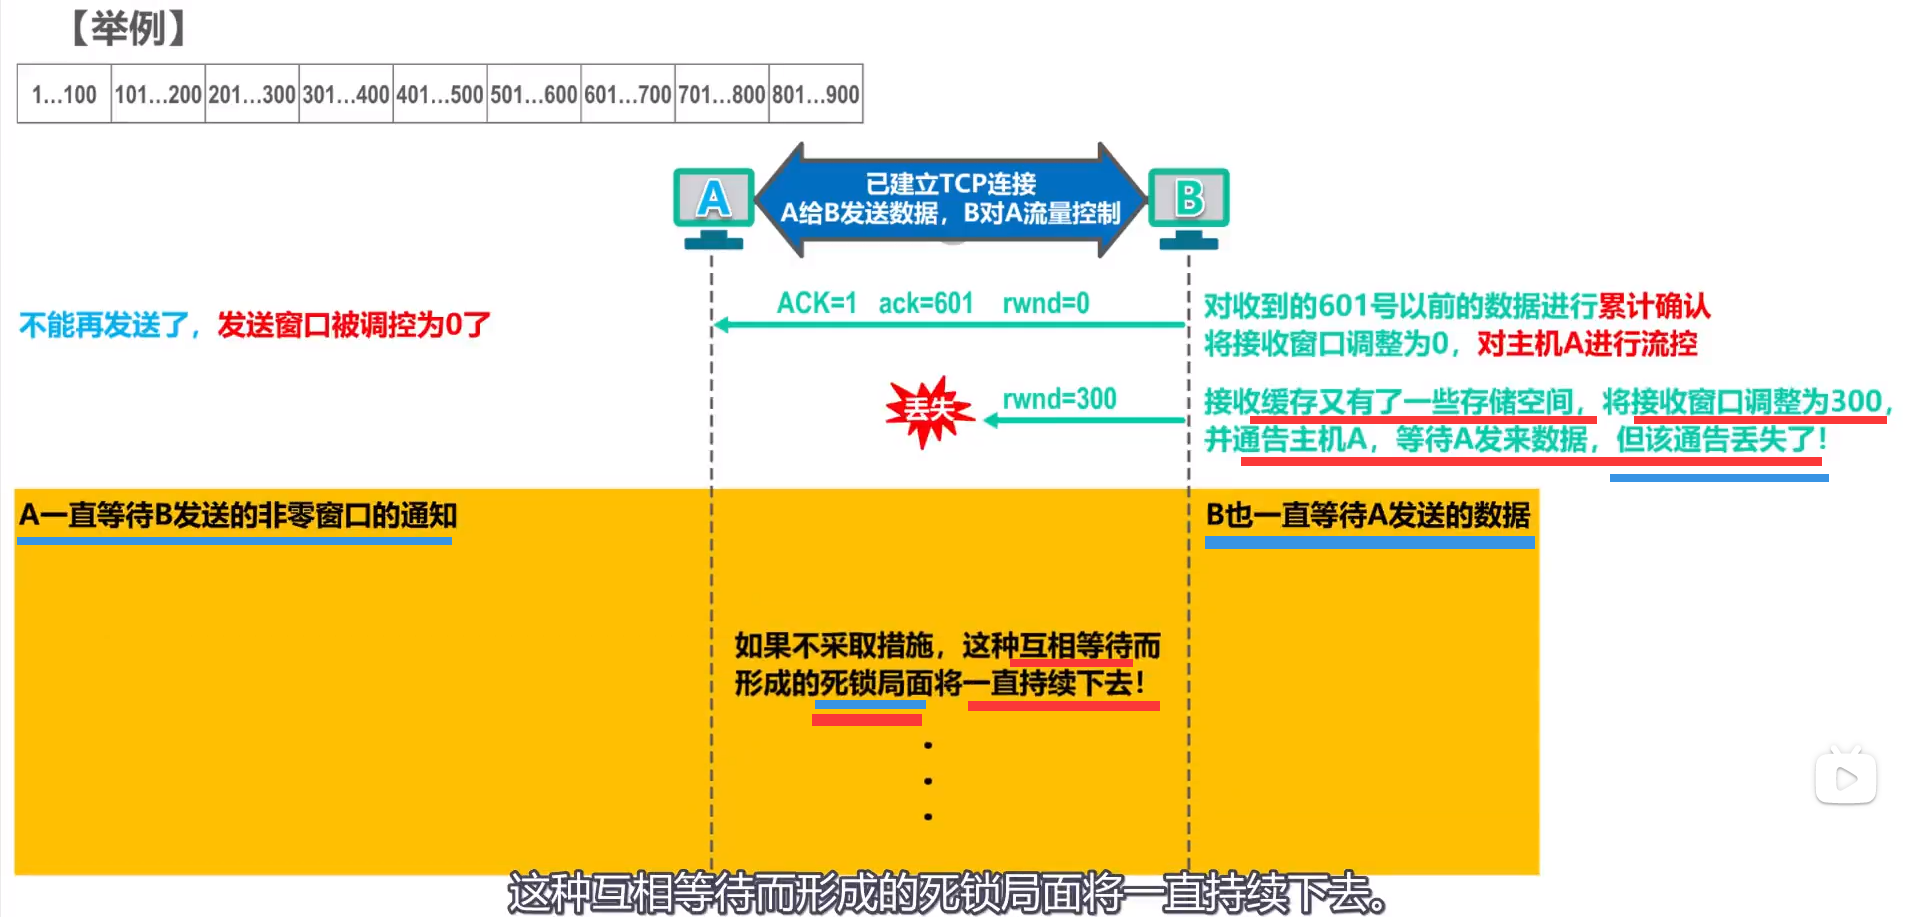 【举例】
1...100 101...200 201...300 301...400 401...500 501...600 601...700 701...800 801...900
A
已建立TCP连接
A给B发送数据，B对A流量控制
B
ACK=1 ack=601 rwnd=0
不能再发送了，发送窗口被调控为0了
对收到的601号以前的数据进行累计确认
将接收窗口调整为0，对主机A进行流控
丢失
rwnd=300
接收缓存又有了一些存储空间，将接收窗口调整为300，
并通告主机A，等待A发来数据，但该通告丢失了！
A一直等待B发送的非零窗口的通知
B也一直等待A发送的数据
如果不采取措施，这种互相等待而
形成的死锁局面将一直持续下去！
这种互相等待而形成的死锁局面将一直持续下去。